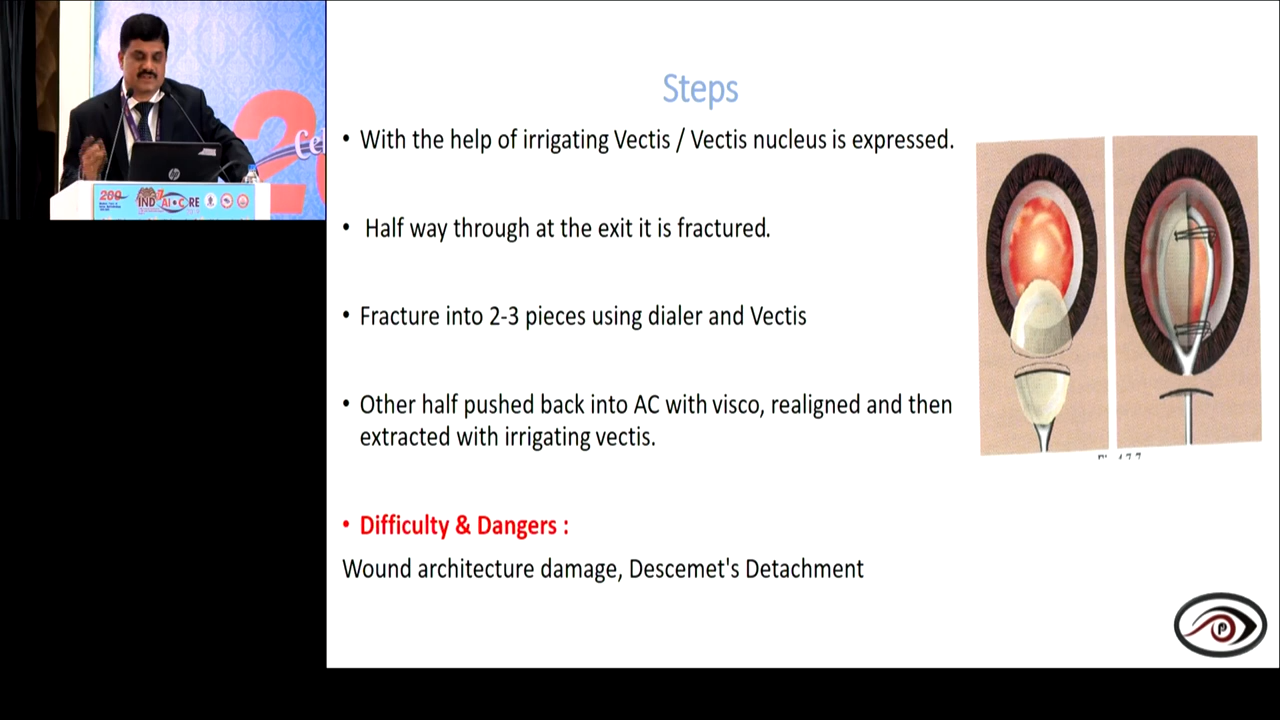 Steps
• With the help of irrigating Vectis / Vectis nucleus is expressed.
• Half way through at the exit it is fractured.
• Fracture into 2-3 pieces using dialer and Vectis
• Other half pushed back into AC with visco, realigned and then
extracted with irrigating vectis.
• Difficulty & Dangers :
Wound architecture damage, Descemet's Detachment
200
hp